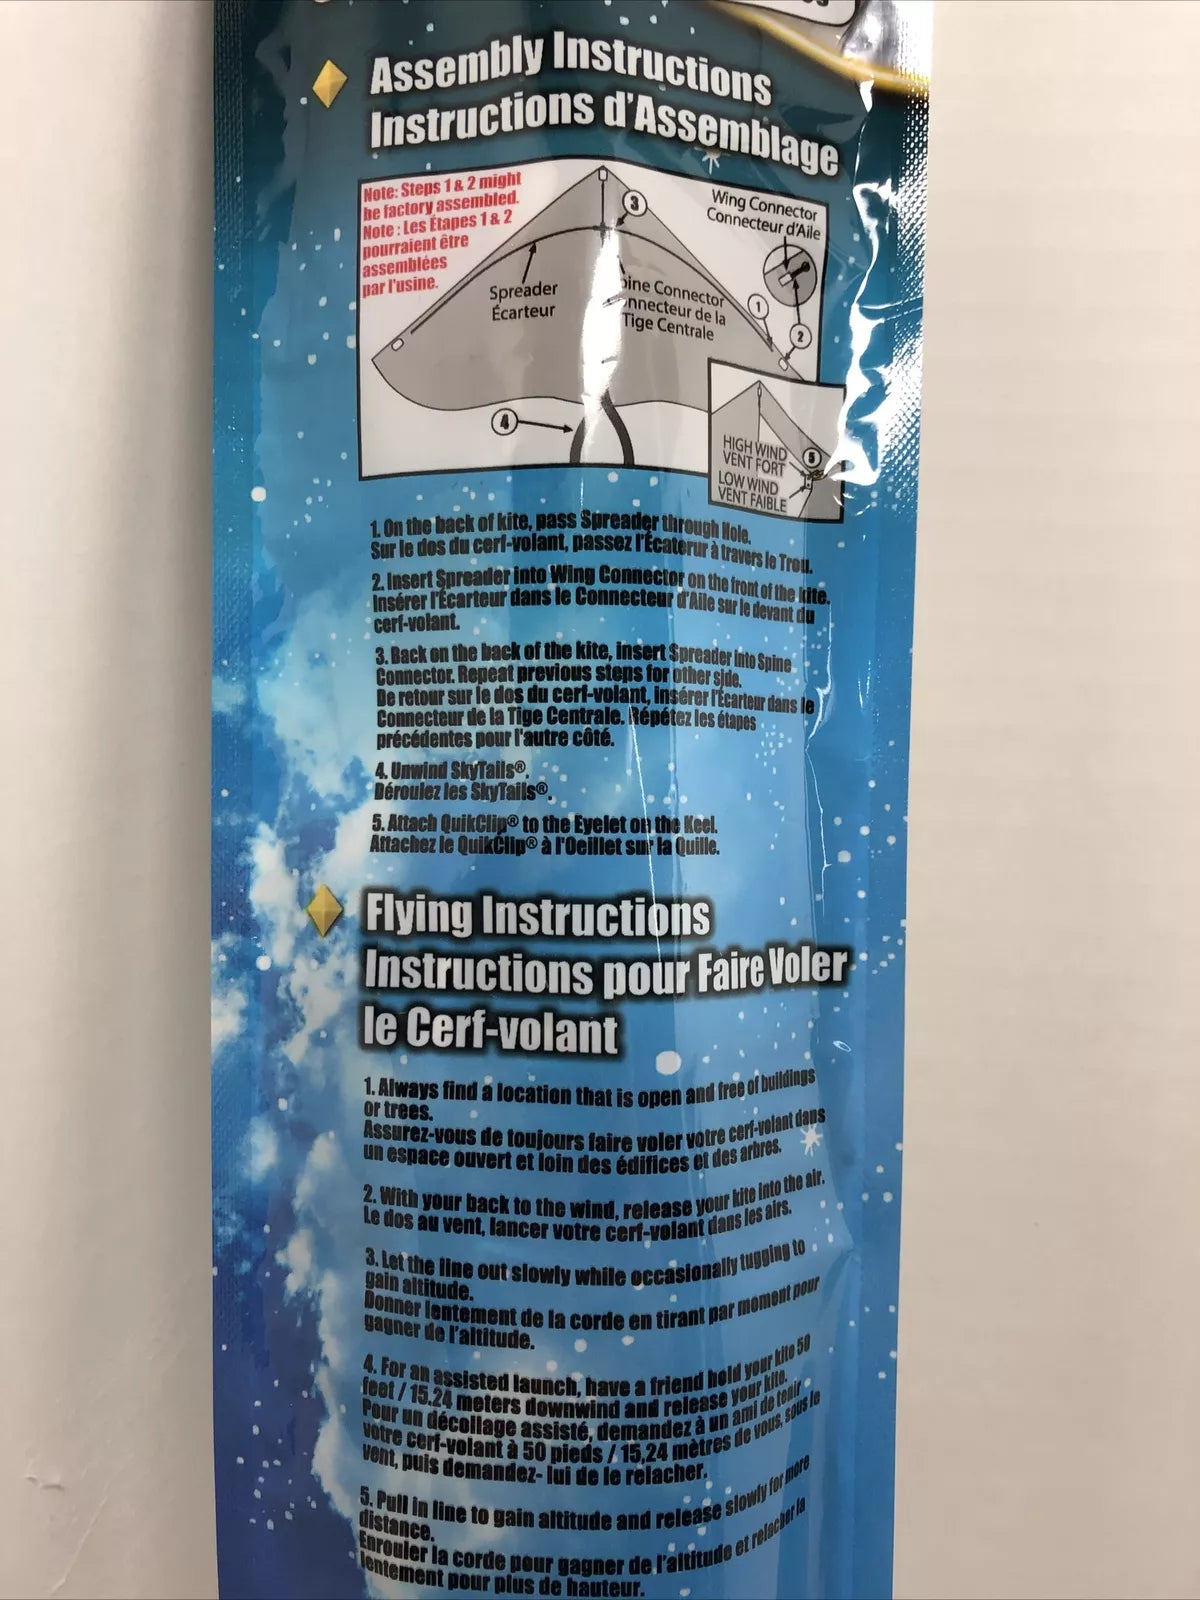 Assembly Instructions
Instructions d'Assemblage
Note: Steps 1 & 2 might
be factory assembled.
Note : Les Étapes 1 & 2
pourraient être
assemblées
par l'usine.
3
Wing Connector
Connecteur d'Aile
Spreader
Écarteur
Connector
de la
Tige Centrale
1
2
4
HIGH WIND
VENT FORT
5
LOW WIND
VENT FAIBLE
1. On the back of kite, pass Spreader through Hole.
Sur le dos du cerf-volant, passez l'Écaterur à travers le Trou.
2. Insert Spreader into Wing Connector on the front of the kite.
Insérer l'Écarteur dans le Connecteur d'Aile sur le devant du
cerf-volant.
3. Back on the back of the kite, insert Spreader into Spine
Connector. Repeat previous steps for other side.
De retour sur le dos du cerf-volant, insérer l'Écarteur dans le
Connecteur de la Tige Centrale. Répétez les étapes
précédentes pour l'autre côté.
4. Unwind SkyTails®.
Déroulez les SkyTails®.
5. Attach QuikClip® to the Eyelet on the Keel.
Attachez le QuikClip® à l'Oeillet sur la Quille.
Flying Instructions
Instructions pour Faire Voler
le Cerf-volant
1. Always find a location that is open and free of buildings
or trees.
Assurez-vous de toujours faire voler votre cerf-volant dans
un espace ouvert et loin des édifices et des arbres.
2. With your back to the wind, release your kite into the air.
Le dos au vent, lancer votre cerf-volant dans les airs.
3. Let the line out slowly while occasionally tugging to
gain altitude.
Donner lentement de la corde en tirant par moment pour
gagner de l'altitude.
4. For an assisted launch, have a friend hold your kite 50
feet / 15.24 meters downwind and release your kite.
Pour un décollage assisté, demandez à un ami de tenir
votre cerf-volant à 50 pieds / 15,24 mètres de vous, sous le
vent, puis demandez- lui de le relacher.
5. Pull in line to gain altitude and release slowly for more
distance.
Enrouler la corde pour gagner de l'altitude et relacher la
lentement pour plus de hauteur.